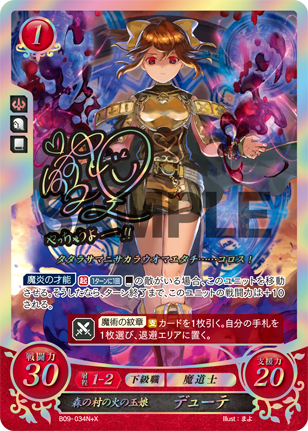 1
SAMPLE
タタラサマニサカラウオマエタチ……コロス!
魔炎の才能 起 1ターンに1回 の敵がいる場合、このユニットを移動
させる。そうしたなら、ターン終了まで、このユニットの戦闘力は+10
される。
魔術の紋章 支 カードを1枚引く。自分の手札を
1枚選び、退避エリアに置く。
戦闘力 30 射程 1-2 下級職 魔道士 支援力 20
森の村の火の玉娘 デューテ
B09-034N+X Illust:まよ